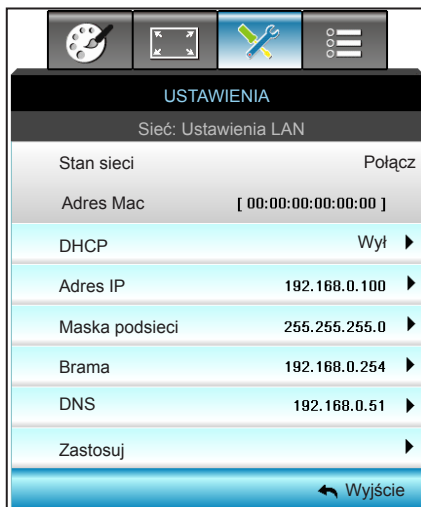 USTAWIENIA
Sieć: Ustawienia LAN
Stan sieci Połącz
Adres Mac [ 00:00:00:00:00:00 ]
DHCP Wył
Adres IP 192.168.0.100
Maska podsieci 255.255.255.0
Brama 192.168.0.254
DNS 192.168.0.51
Zastosuj
Wyjście